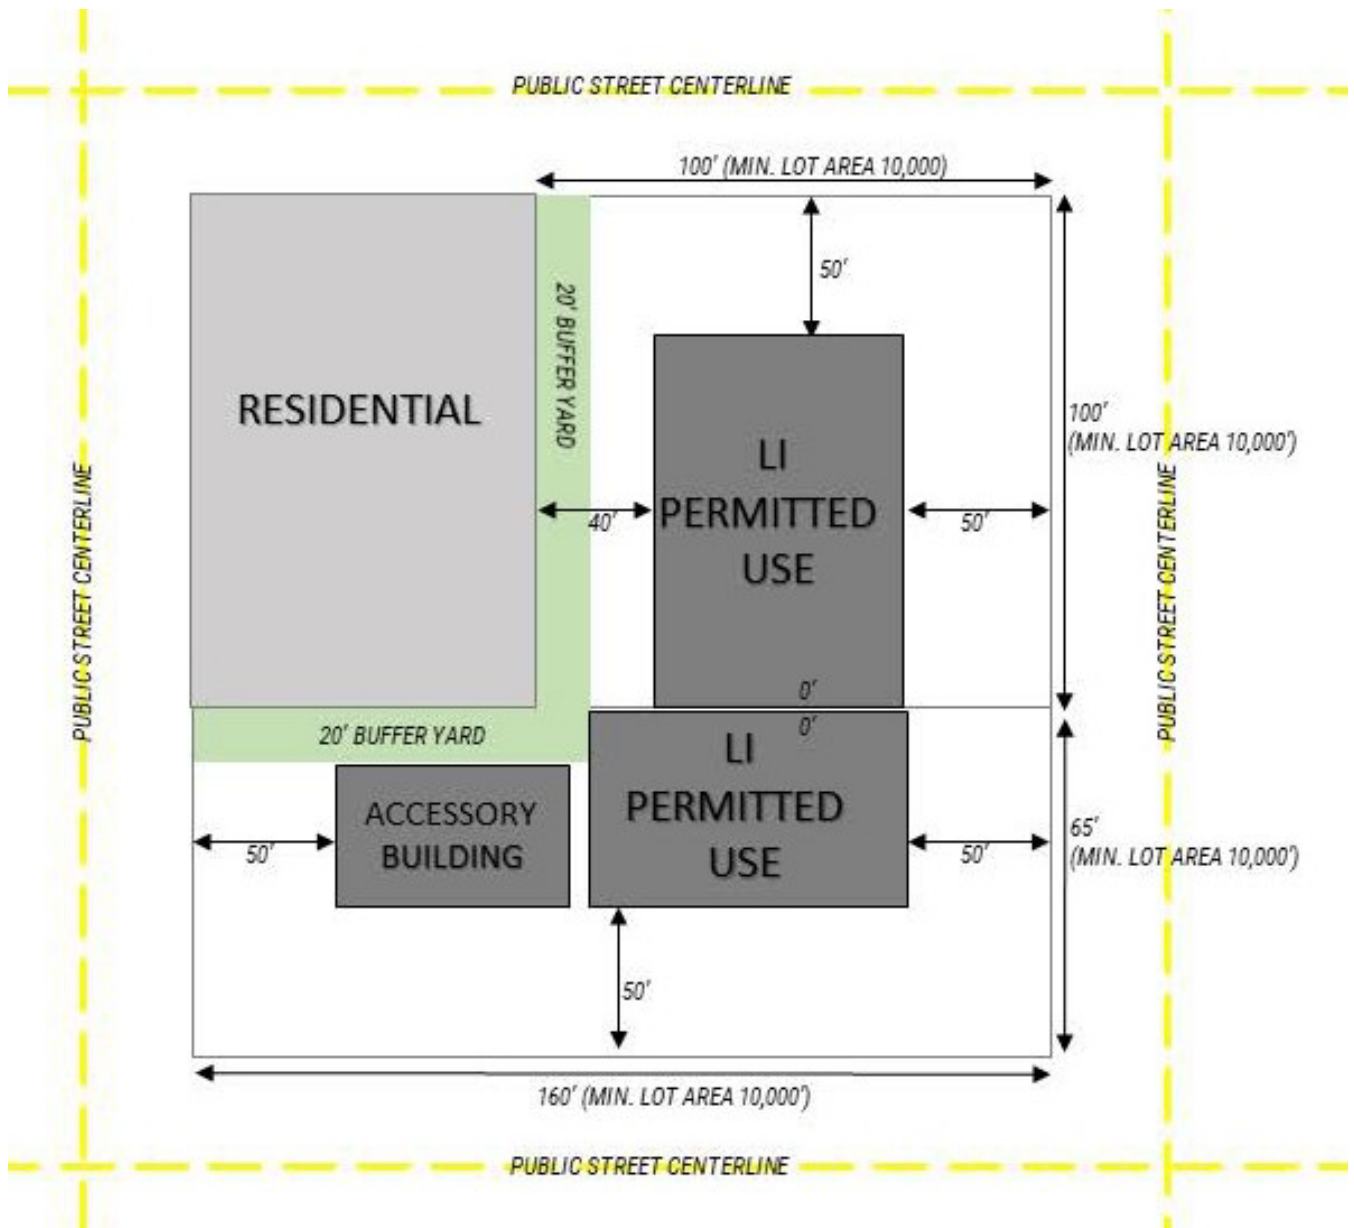 PUBLIC STREET CENTERLINE
100' (MIN. LOT AREA 10,000)
50'
20' BUFFER YARD
RESIDENTIAL
100'
(MIN. LOT AREA 10,000')
LI
PERMITTED
USE
40'
50'
PUBLIC STREET CENTERLINE
PUBLIC STREET CENTERLINE
0'
0'
20' BUFFER YARD
LI
PERMITTED
USE
ACCESSORY
BUILDING
50'
50'
65'
(MIN. LOT AREA 10,000')
50'
160' (MIN. LOT AREA 10,000')
PUBLIC STREET CENTERLINE